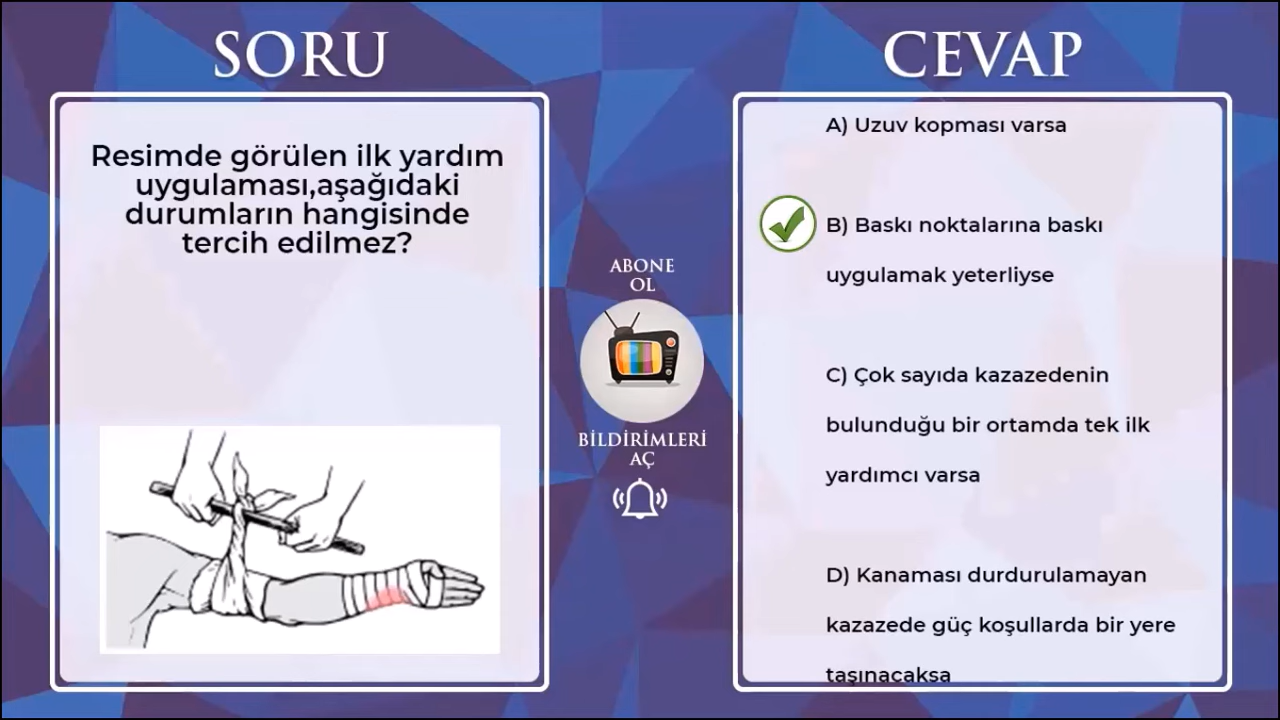 SORU
Resimde görülen ilk yardım
uygulaması,aşağıdaki
durumların hangisinde
tercih edilmez?
ABONE
OL
BİLDİRİMLERİ
AÇ
CEVAP
A) Uzuv kopması varsa
B) Baskı noktalarına baskı
uygulamak yeterliyse
C) Çok sayıda kazazedenin
bulunduğu bir ortamda tek ilk
yardımcı varsa
D) Kanaması durdurulamayan
kazazede güç koşullarda bir yere
taşınacaksa